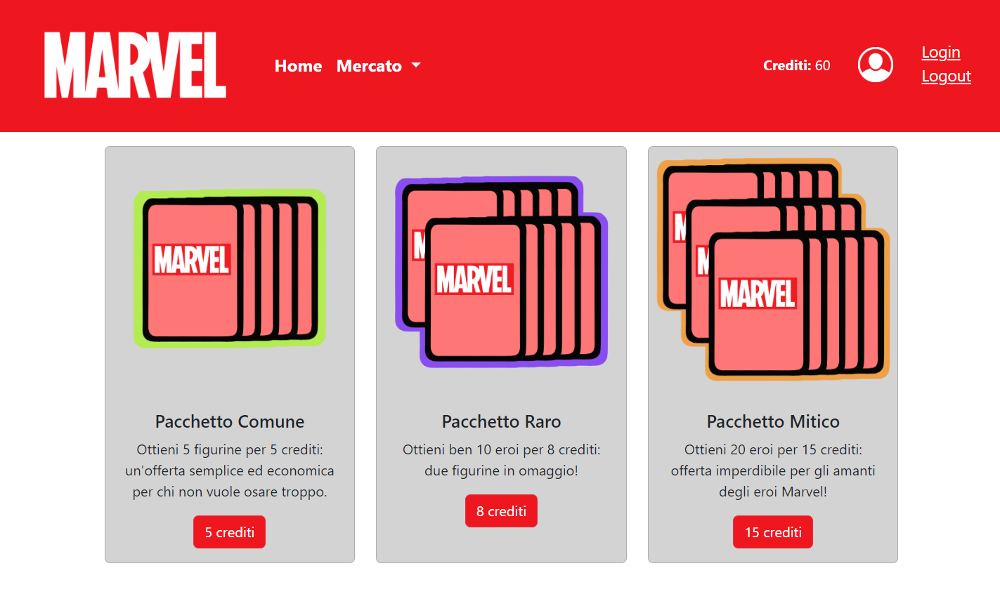 MARVEL
Home Mercato
Crediti: 60
Login
Logout
MARVEL
Pacchetto Comune
Ottieni 5 figurine per 5 crediti:
un'offerta semplice ed economica
per chi non vuole osare troppo.
5 crediti
M
MARVEL
Pacchetto Raro
Ottieni ben 10 eroi per 8 crediti:
due figurine in omaggio!
8 crediti
M
M
MARVEL
Pacchetto Mitico
Ottieni 20 eroi per 15 crediti:
offerta imperdibile per gli amanti
degli eroi Marvel!
15 crediti